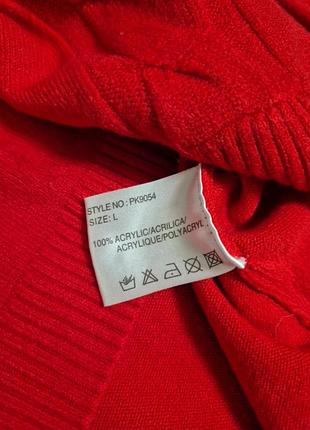 STYLE NO : PK9054
SIZE: L
100% ACRYLIC/ACRILICA/
ACRYLIQUE/POLYACRYL